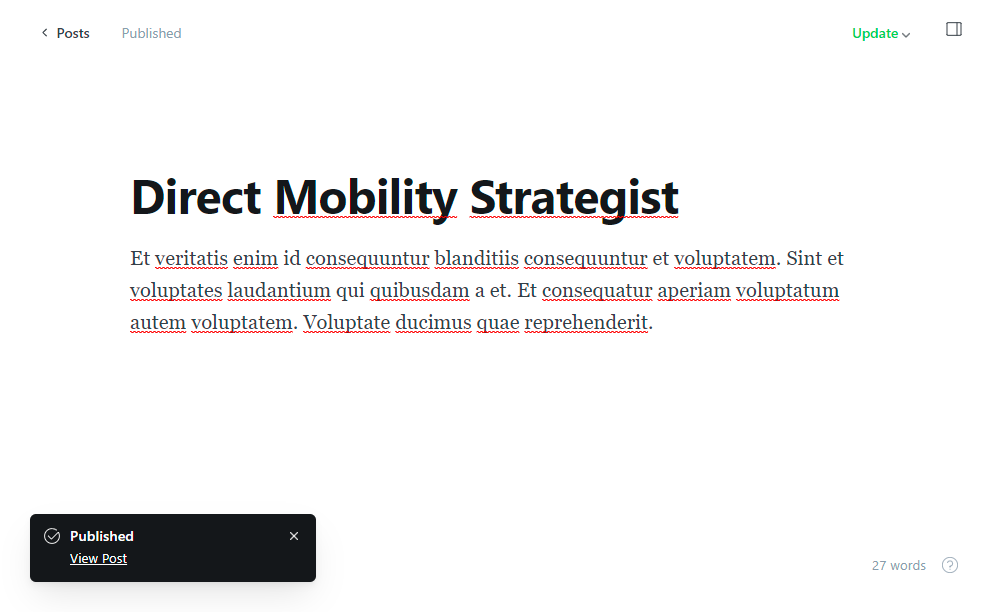 Posts
Published
Update
Direct Mobility Strategist
Et veritatis enim id consequuntur blanditiis consequuntur et voluptatem. Sint et
voluptates laudantium qui quibusdam a et. Et consequatur aperiam voluptatum
autem voluptatem. Voluptate ducimus quae reprehenderit.
Published
View Post
27 words